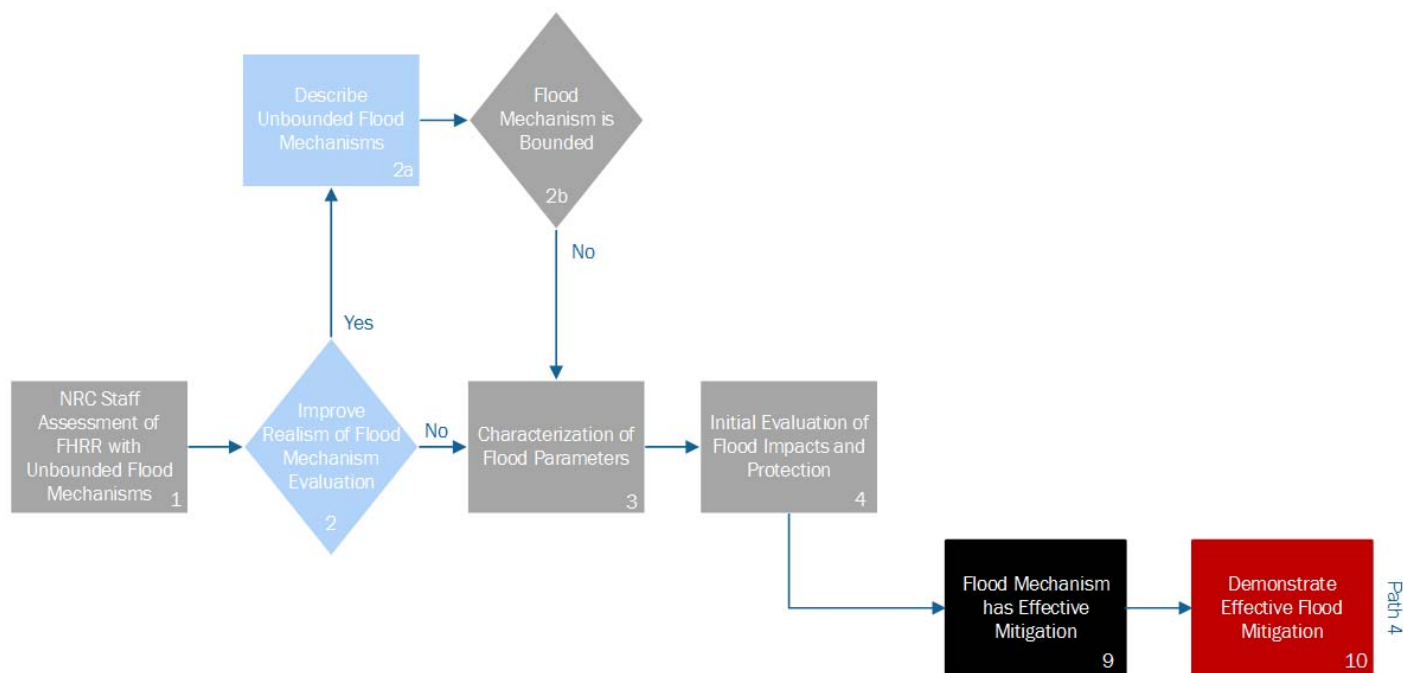 Describe
Unbounded Flood
Mechanisms
2a
Flood
Mechanism is
Bounded
2b
No
Yes
NRC Staff
Assessment of
FHRR with
Unbounded Flood
Mechanisms
1
Improve
Realism of Flood
Mechanism
Evaluation
2
No
Characterization of
Flood Parameters
3
Initial Evaluation of
Flood Impacts and
Protection
4
Flood Mechanism
has Effective
Mitigation
9
Demonstrate
Effective Flood
Mitigation
10
Path 4